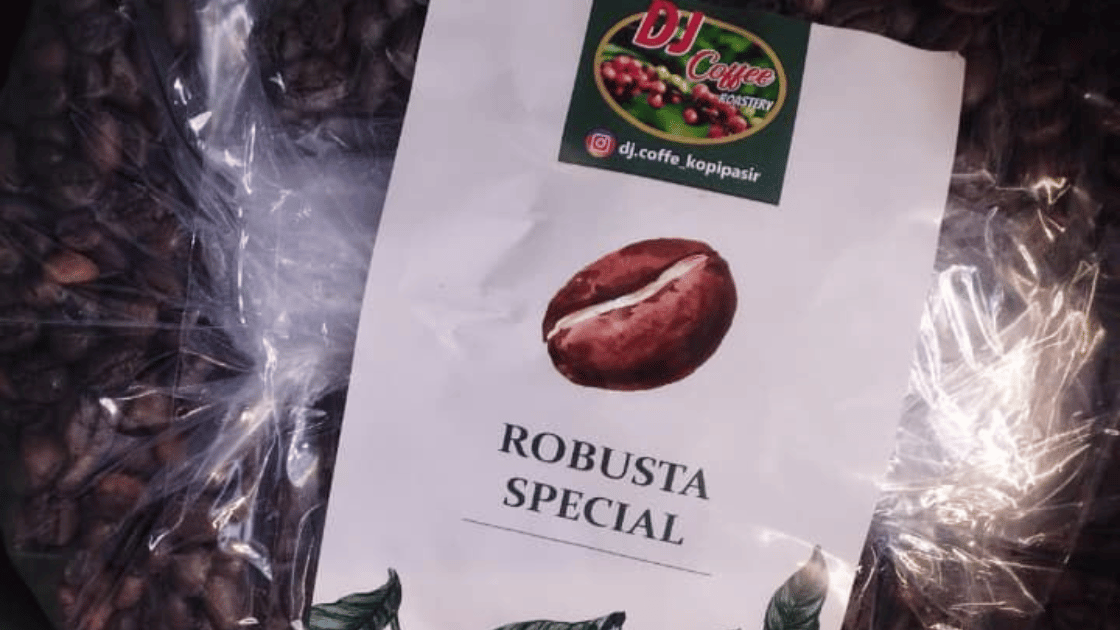 DJ
Coffee
ROASTERY
dj.coffe_kopipasir
ROBUSTA
SPECIAL